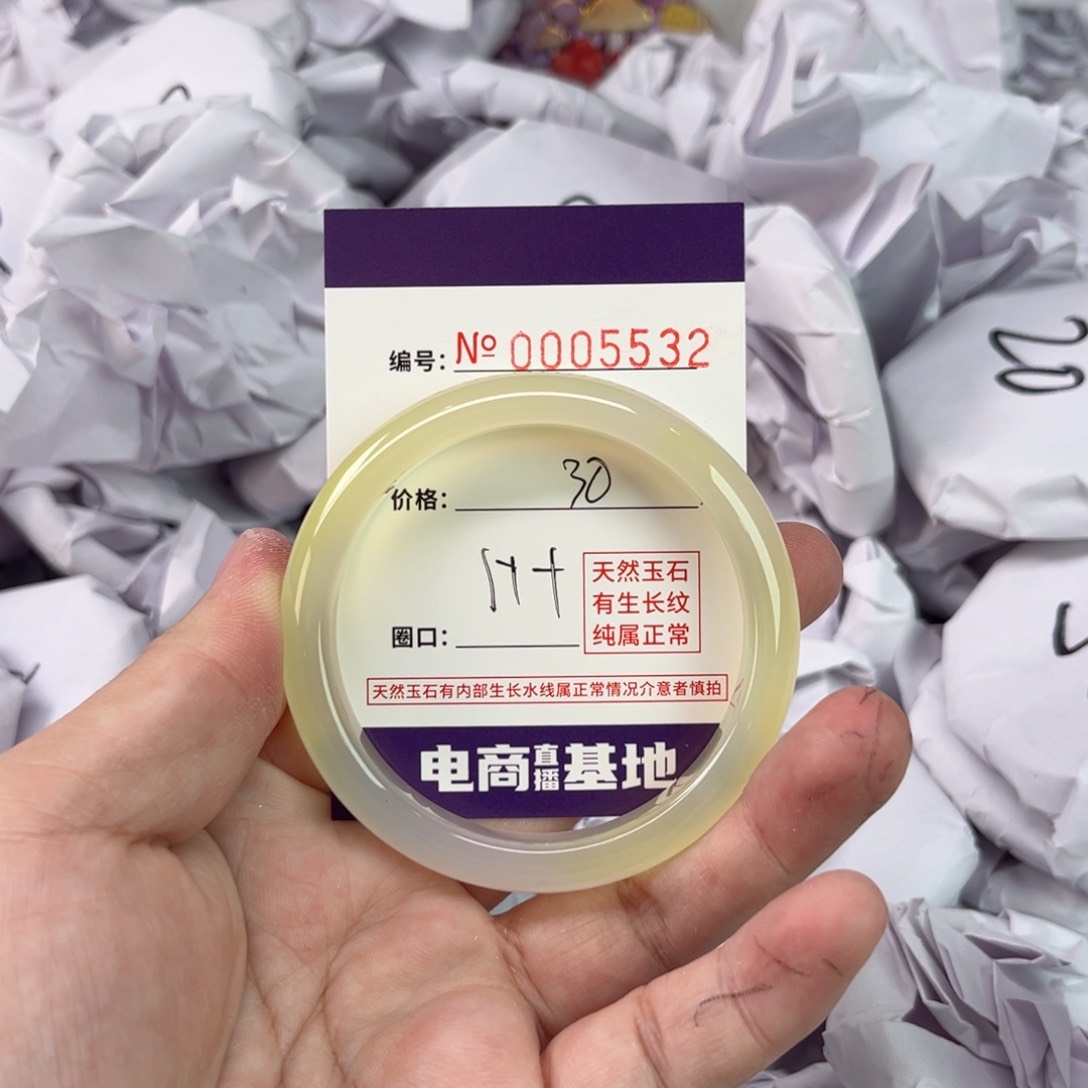 编号: № 0005532
价格: 30
圈口:
天然玉石
有生长纹
纯属正常
天然玉石有内部生长水线属正常情况介意者慎拍
电商直播基地
20